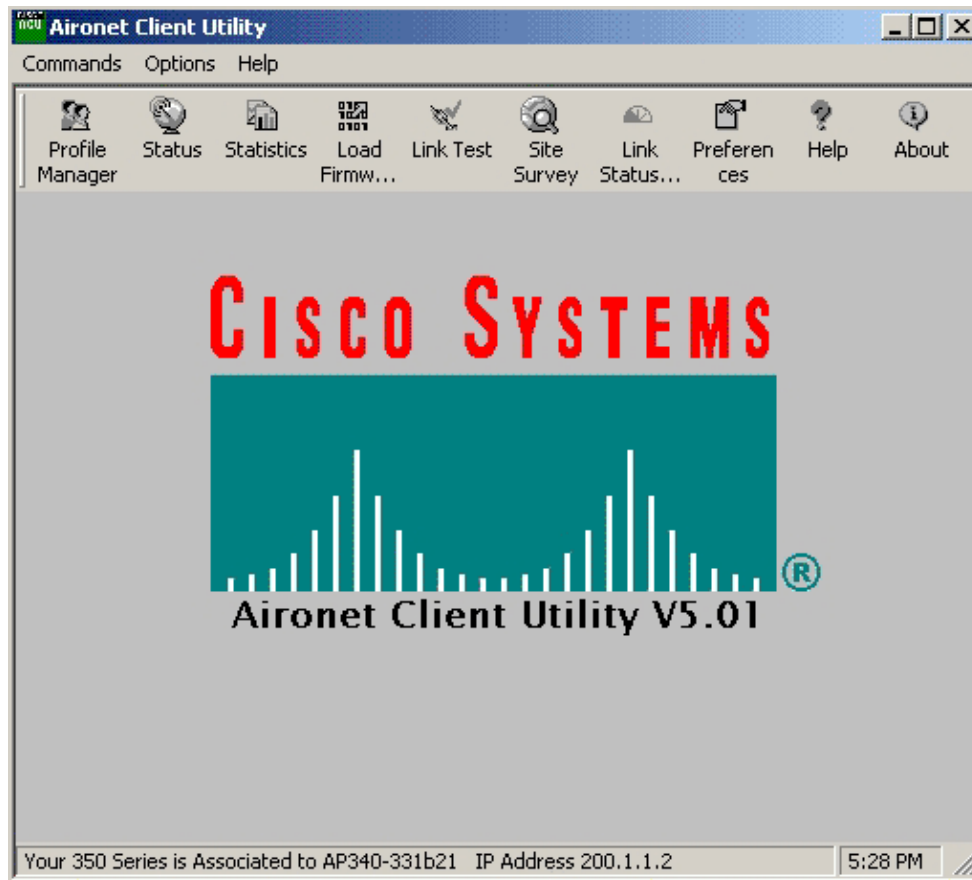 Aironet Client Utility
Commands Options Help
Profile Manager
Status
Statistics
Load Firmw...
Link Test
Site Survey
Link Status...
Preferen ces
Help
About
CISCO SYSTEMS
®
Aironet Client Utility V5.01
Your 350 Series is Associated to AP340-331b21 IP Address 200.1.1.2 5:28 PM